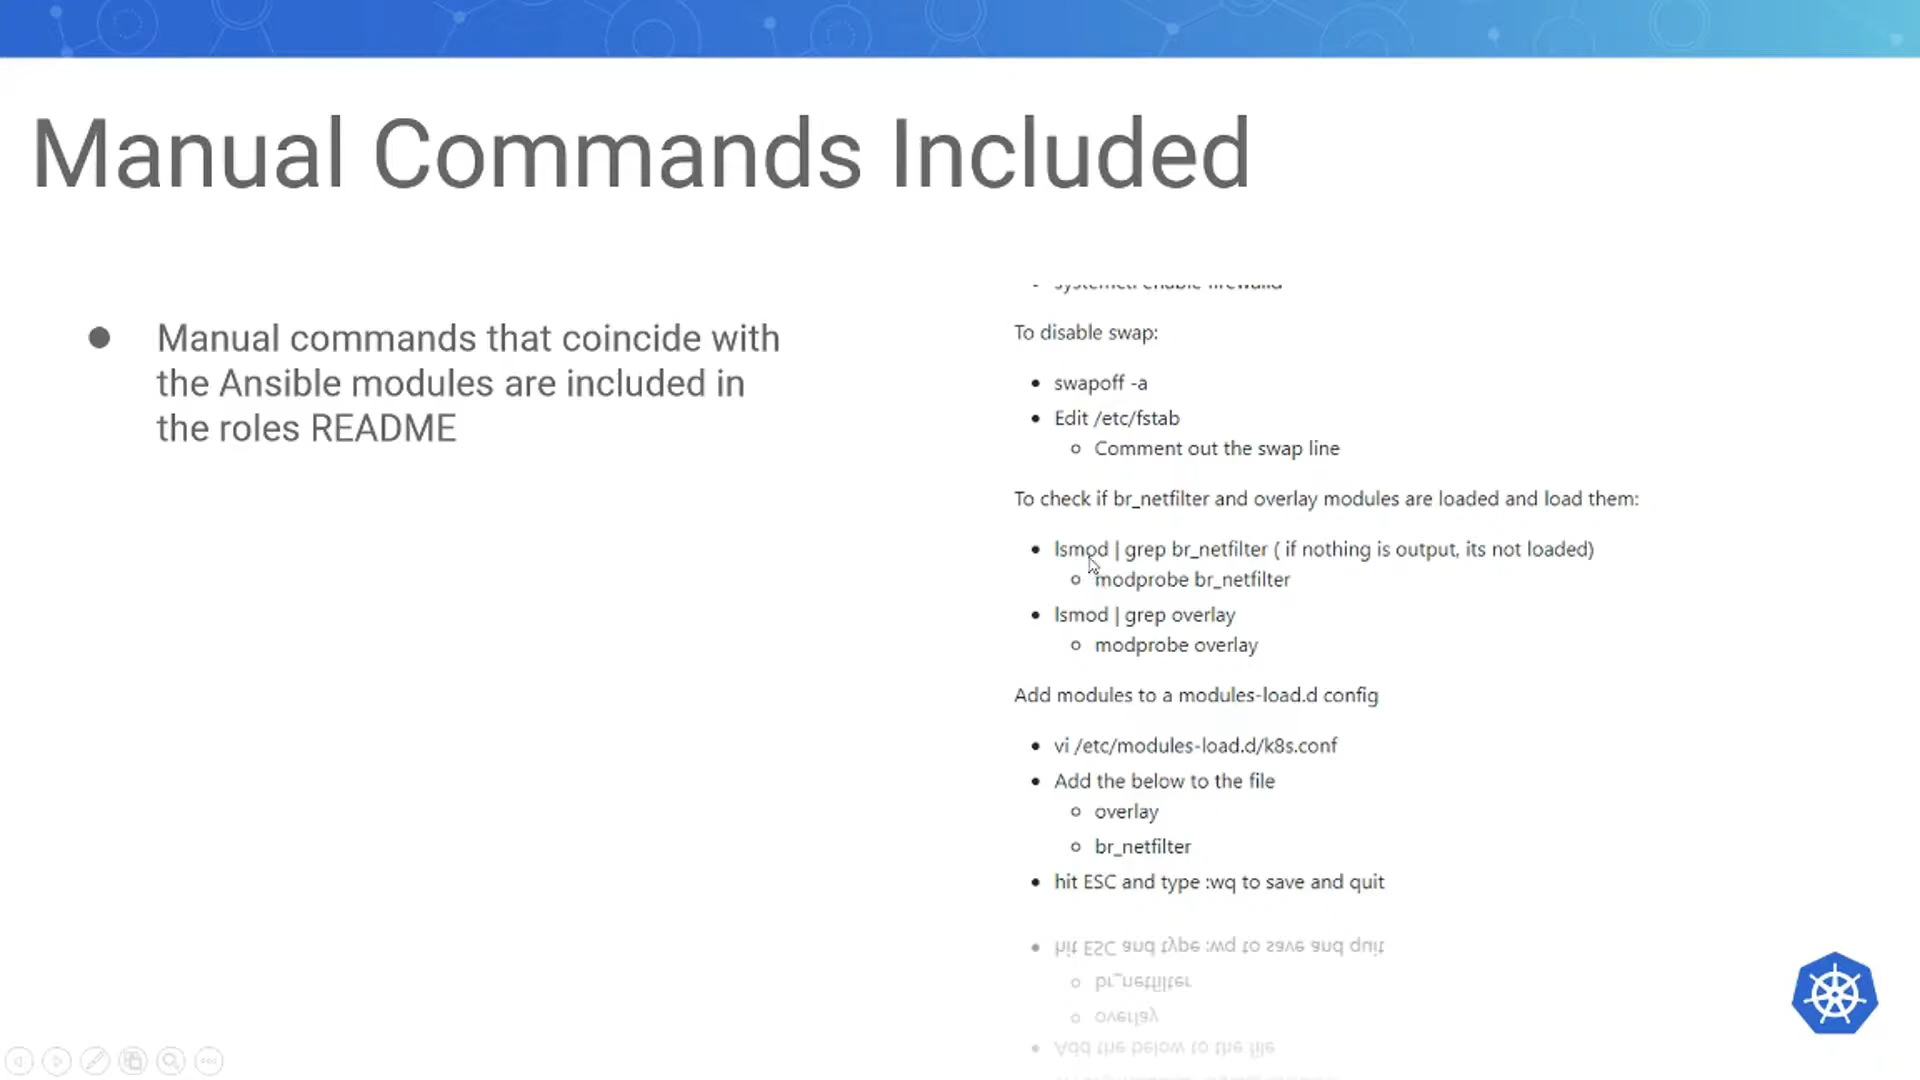 Manual Commands Included
● Manual commands that coincide with
the Ansible modules are included in
the roles README
• systemctl enable firewalld
To disable swap:
• swapoff -a
• Edit /etc/fstab
○ Comment out the swap line
To check if br_netfilter and overlay modules are loaded and load them:
• lsmod | grep br_netfilter ( if nothing is output, its not loaded)
○ modprobe br_netfilter
• lsmod | grep overlay
○ modprobe overlay
Add modules to a modules-load.d config
• vi /etc/modules-load.d/k8s.conf
• Add the below to the file
○ overlay
○ br_netfilter
• hit ESC and type :wq to save and quit